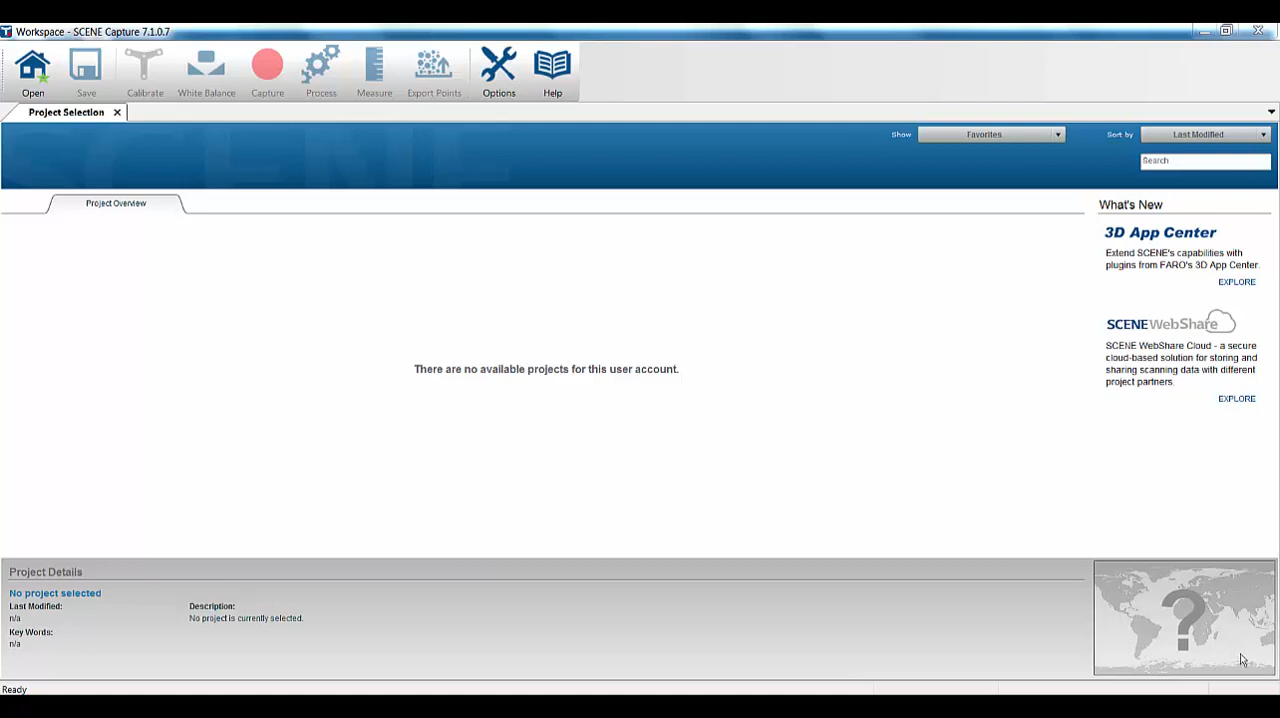 Workspace - SCENE Capture 7.1.0.7
Open Save Calibrate White Balance Capture Process Measure Export Points Options Help
Project Selection
Show Favorites Sort by Last Modified
Search
Project Overview
What's New
3D App Center
Extend SCENE's capabilities with
plugins from FARO's 3D App Center.
EXPLORE
SCENE WebShare
SCENE WebShare Cloud - a secure
cloud-based solution for storing and
sharing scanning data with different
project partners.
EXPLORE
There are no available projects for this user account.
Project Details
No project selected
Last Modified:
n/a
Key Words:
n/a
Description:
No project is currently selected.
?
Ready